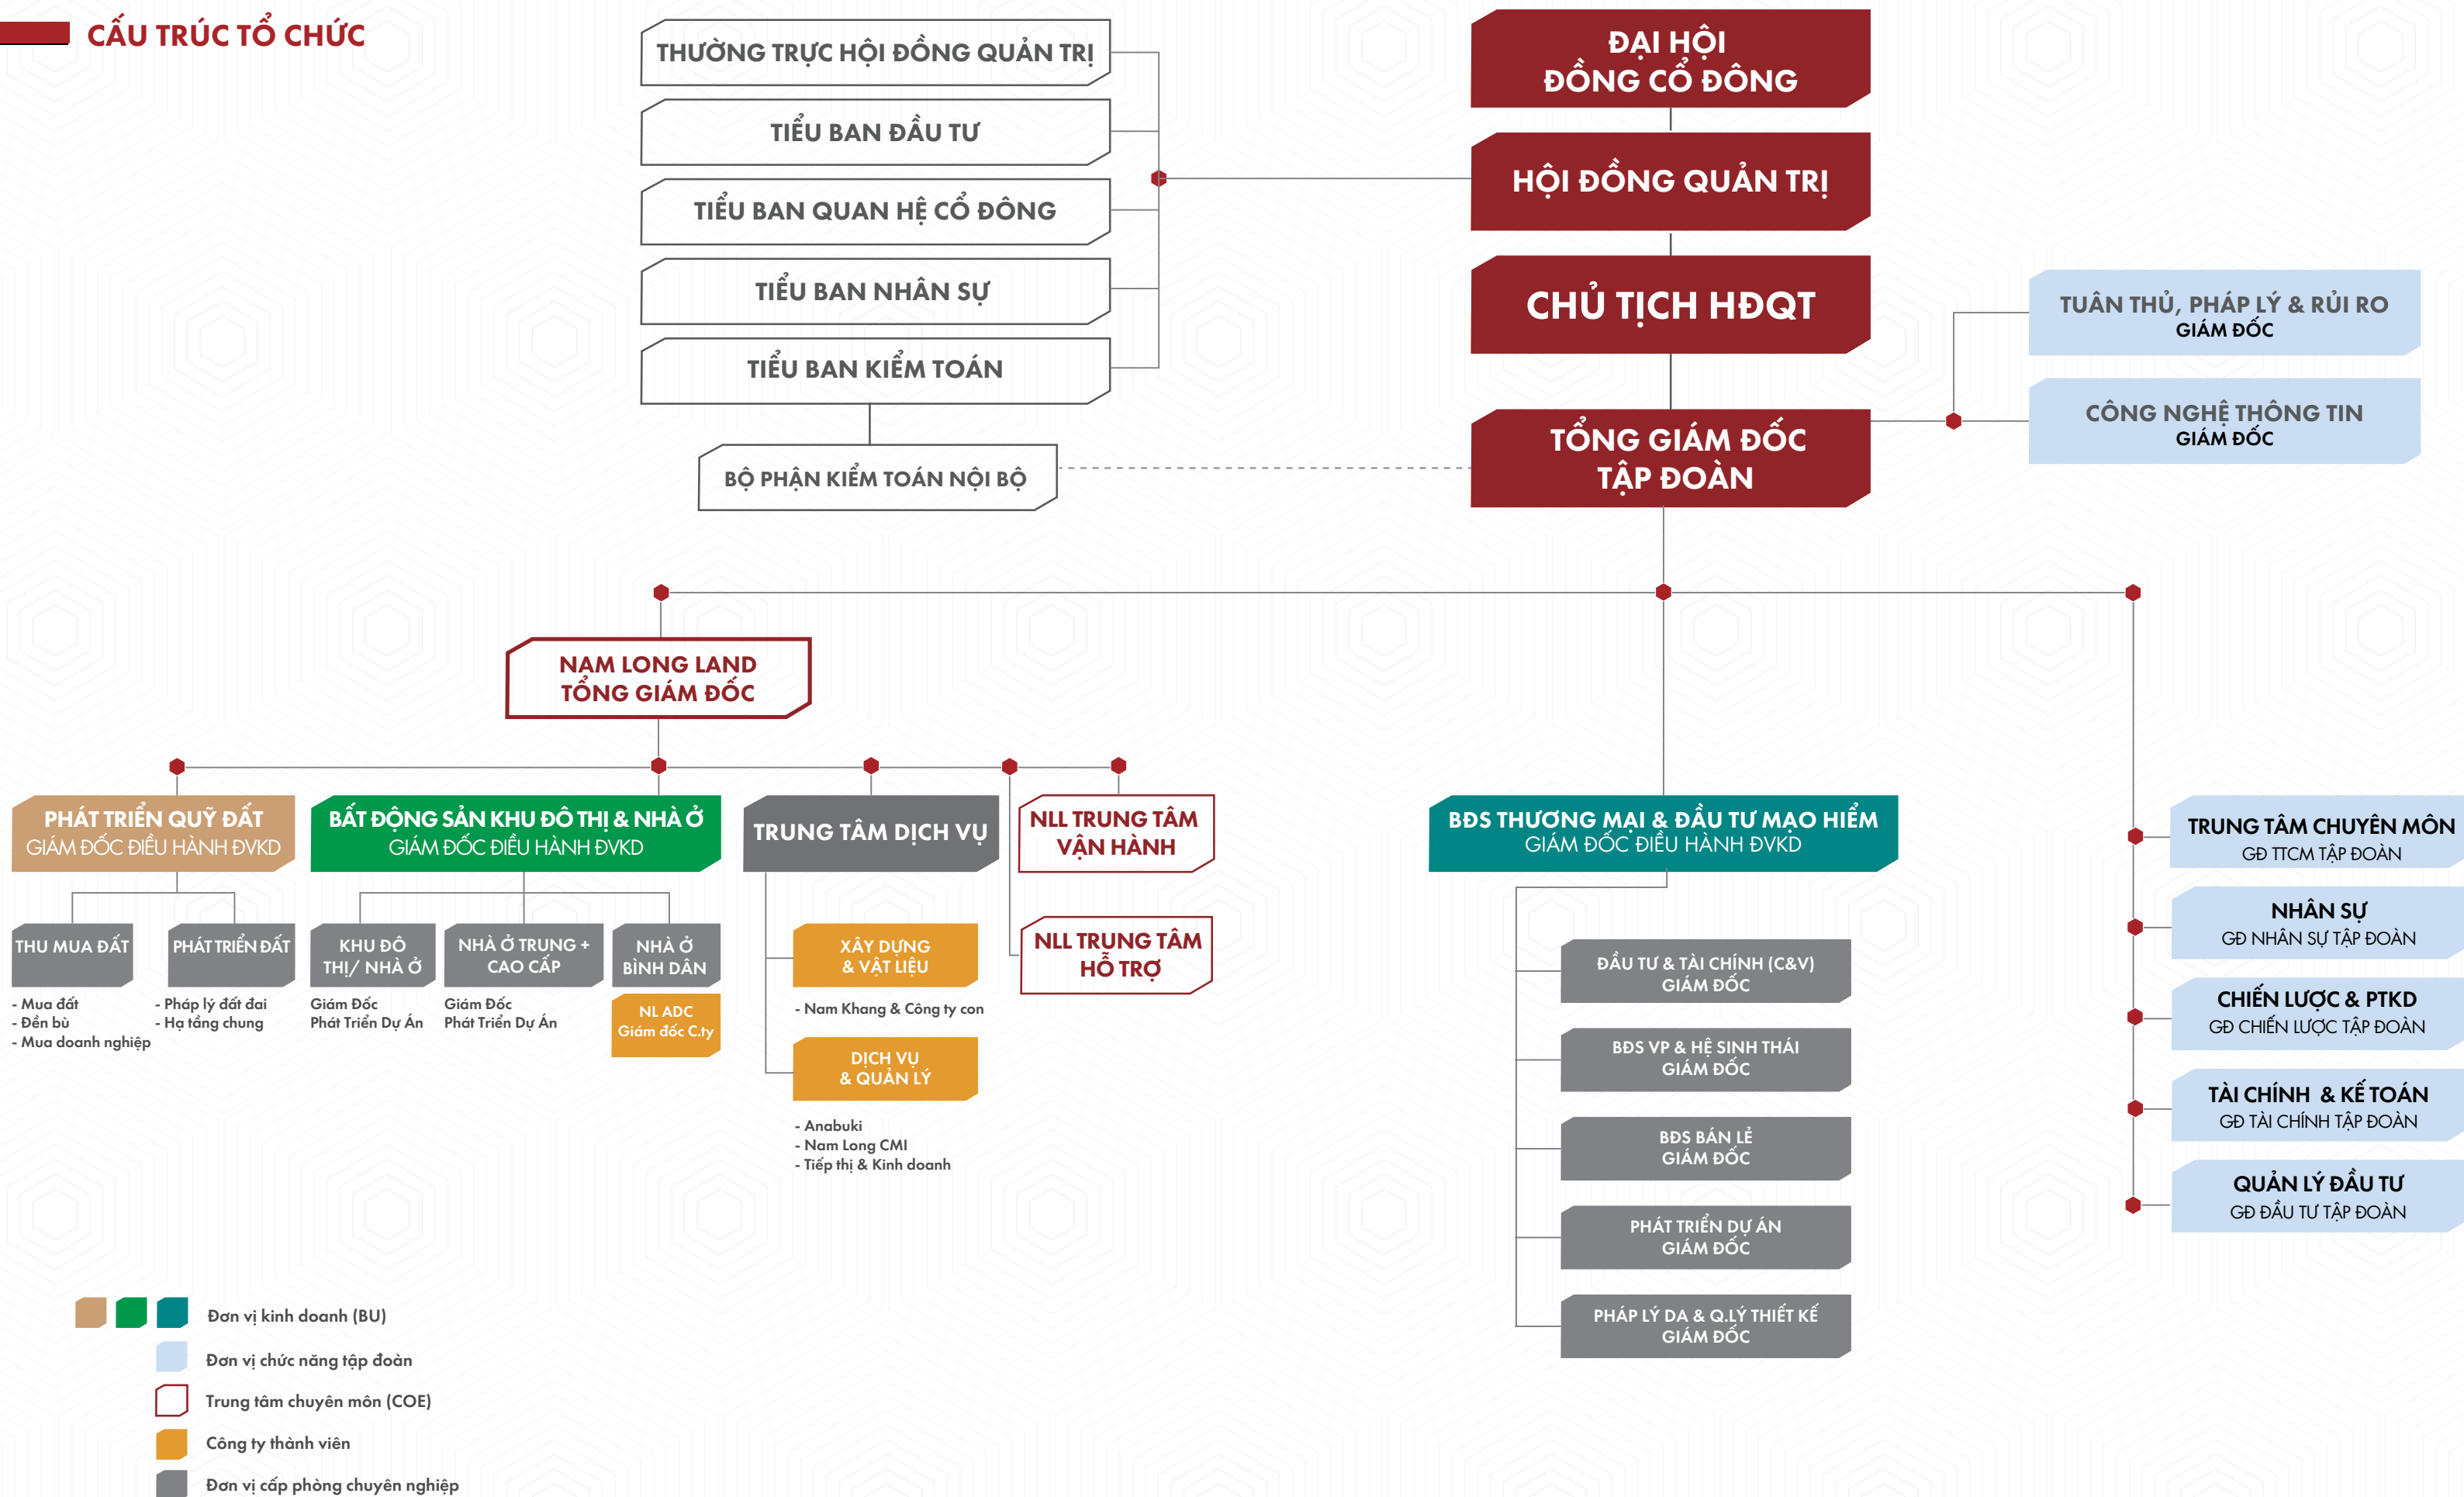 CẤU TRÚC TỔ CHỨC
THƯỜNG TRỰC HỘI ĐỒNG QUẢN TRỊ
TIỂU BAN ĐẦU TƯ
TIỂU BAN QUAN HỆ CỔ ĐÔNG
TIỂU BAN NHÂN SỰ
TIỂU BAN KIỂM TOÁN
BỘ PHẬN KIỂM TOÁN NỘI BỘ
ĐẠI HỘI
ĐỒNG CỔ ĐÔNG
HỘI ĐỒNG QUẢN TRỊ
CHỦ TỊCH HĐQT
TỔNG GIÁM ĐỐC
TẬP ĐOÀN
TUÂN THỦ, PHÁP LÝ & RỦI RO
GIÁM ĐỐC
CÔNG NGHỆ THÔNG TIN
GIÁM ĐỐC
NAM LONG LAND
TỔNG GIÁM ĐỐC
PHÁT TRIỂN QUỸ ĐẤT
GIÁM ĐỐC ĐIỀU HÀNH ĐVKD
THU MUA ĐẤT
- Mua đất
- Đền bù
- Mua doanh nghiệp
PHÁT TRIỂN ĐẤT
- Pháp lý đất đai
- Hạ tầng chung
BẤT ĐỘNG SẢN KHU ĐÔ THỊ & NHÀ Ở
GIÁM ĐỐC ĐIỀU HÀNH ĐVKD
KHU ĐÔ
THỊ/ NHÀ Ở
Giám Đốc
Phát Triển Dự Án
NHÀ Ở TRUNG +
CAO CẤP
Giám Đốc
Phát Triển Dự Án
NHÀ Ở
BÌNH DÂN
NL ADC
Giám đốc C.ty
TRUNG TÂM DỊCH VỤ
XÂY DỰNG
& VẬT LIỆU
- Nam Khang & Công ty con
DỊCH VỤ
& QUẢN LÝ
- Anabuki
- Nam Long CMI
- Tiếp thị & Kinh doanh
NLL TRUNG TÂM
VẬN HÀNH
NLL TRUNG TÂM
HỖ TRỢ
BĐS THƯƠNG MẠI & ĐẦU TƯ MẠO HIỂM
GIÁM ĐỐC ĐIỀU HÀNH ĐVKD
ĐẦU TƯ & TÀI CHÍNH (C&V)
GIÁM ĐỐC
BĐS VP & HỆ SINH THÁI
GIÁM ĐỐC
BĐS BÁN LẺ
GIÁM ĐỐC
PHÁT TRIỂN DỰ ÁN
GIÁM ĐỐC
PHÁP LÝ DA & Q.LÝ THIẾT KẾ
GIÁM ĐỐC
TRUNG TÂM CHUYÊN MÔN
GĐ TTCM TẬP ĐOÀN
NHÂN SỰ
GĐ NHÂN SỰ TẬP ĐOÀN
CHIẾN LƯỢC & PTKD
GĐ CHIẾN LƯỢC TẬP ĐOÀN
TÀI CHÍNH & KẾ TOÁN
GĐ TÀI CHÍNH TẬP ĐOÀN
QUẢN LÝ ĐẦU TƯ
GĐ ĐẦU TƯ TẬP ĐOÀN
Đơn vị kinh doanh (BU)
Đơn vị chức năng tập đoàn
Trung tâm chuyên môn (COE)
Công ty thành viên
Đơn vị cấp phòng chuyên nghiệp